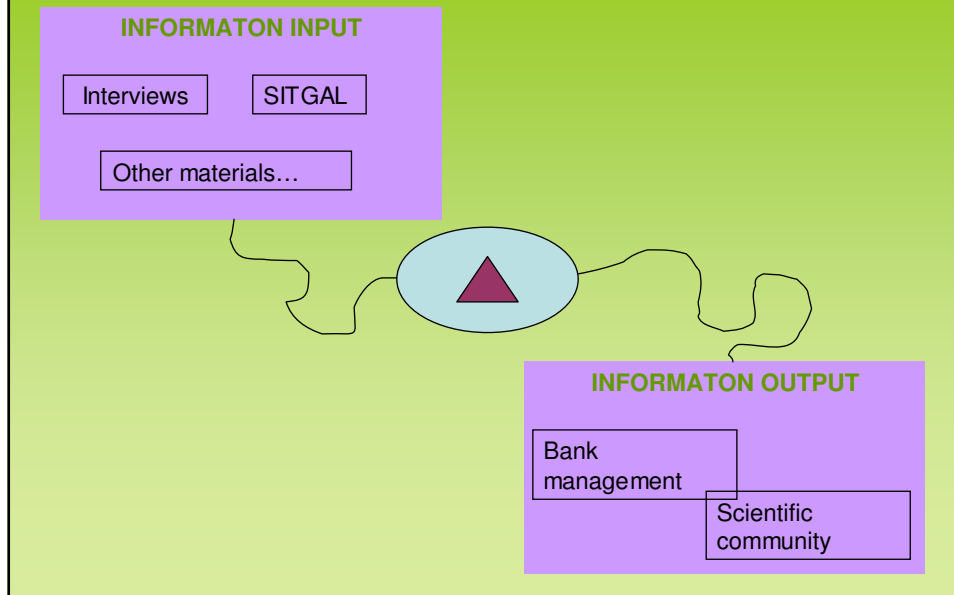 INFORMATON INPUT
Interviews
SITGAL
Other materials…
INFORMATON OUTPUT
Bank
management
Scientific
community